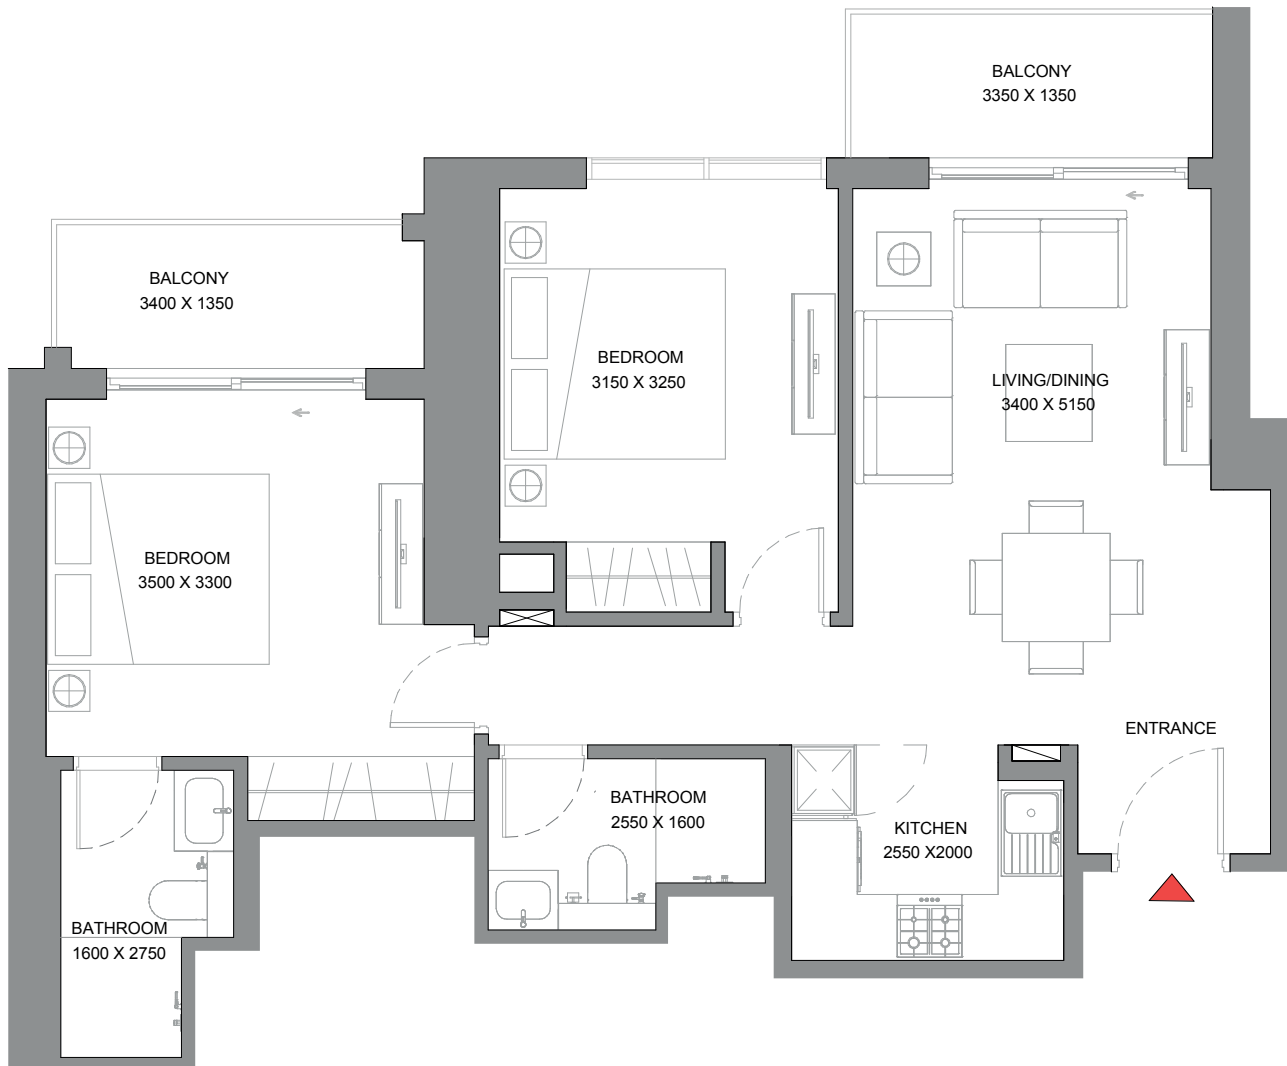 BALCONY
3350 X 1350
BALCONY
3400 X 1350
BEDROOM
3150 X 3250
LIVING/DINING
3400 X 5150
BEDROOM
3500 X 3300
ENTRANCE
BATHROOM
2550 X 1600
KITCHEN
2550 X2000
BATHROOM
1600 X 2750